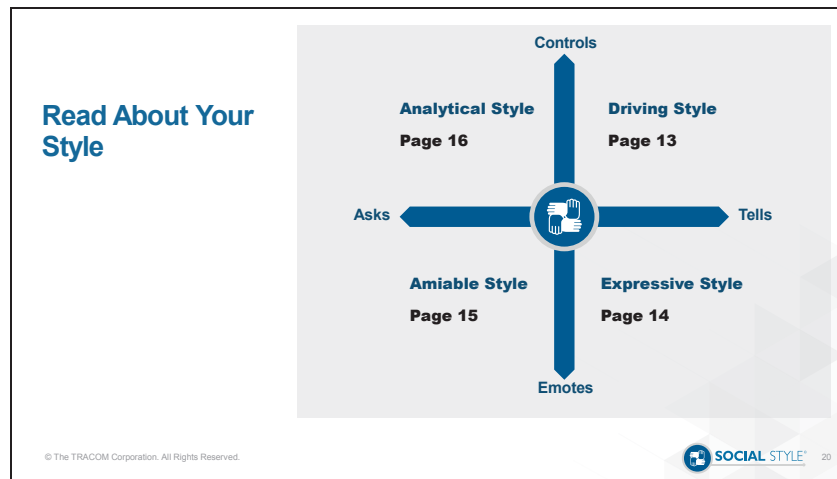 Read About Your
Style
Controls
Analytical Style
Page 16
Driving Style
Page 13
Asks
Tells
Amiable Style
Page 15
Expressive Style
Page 14
Emotes
© The TRACOM Corporation. All Rights Reserved.
SOCIAL STYLE®
20